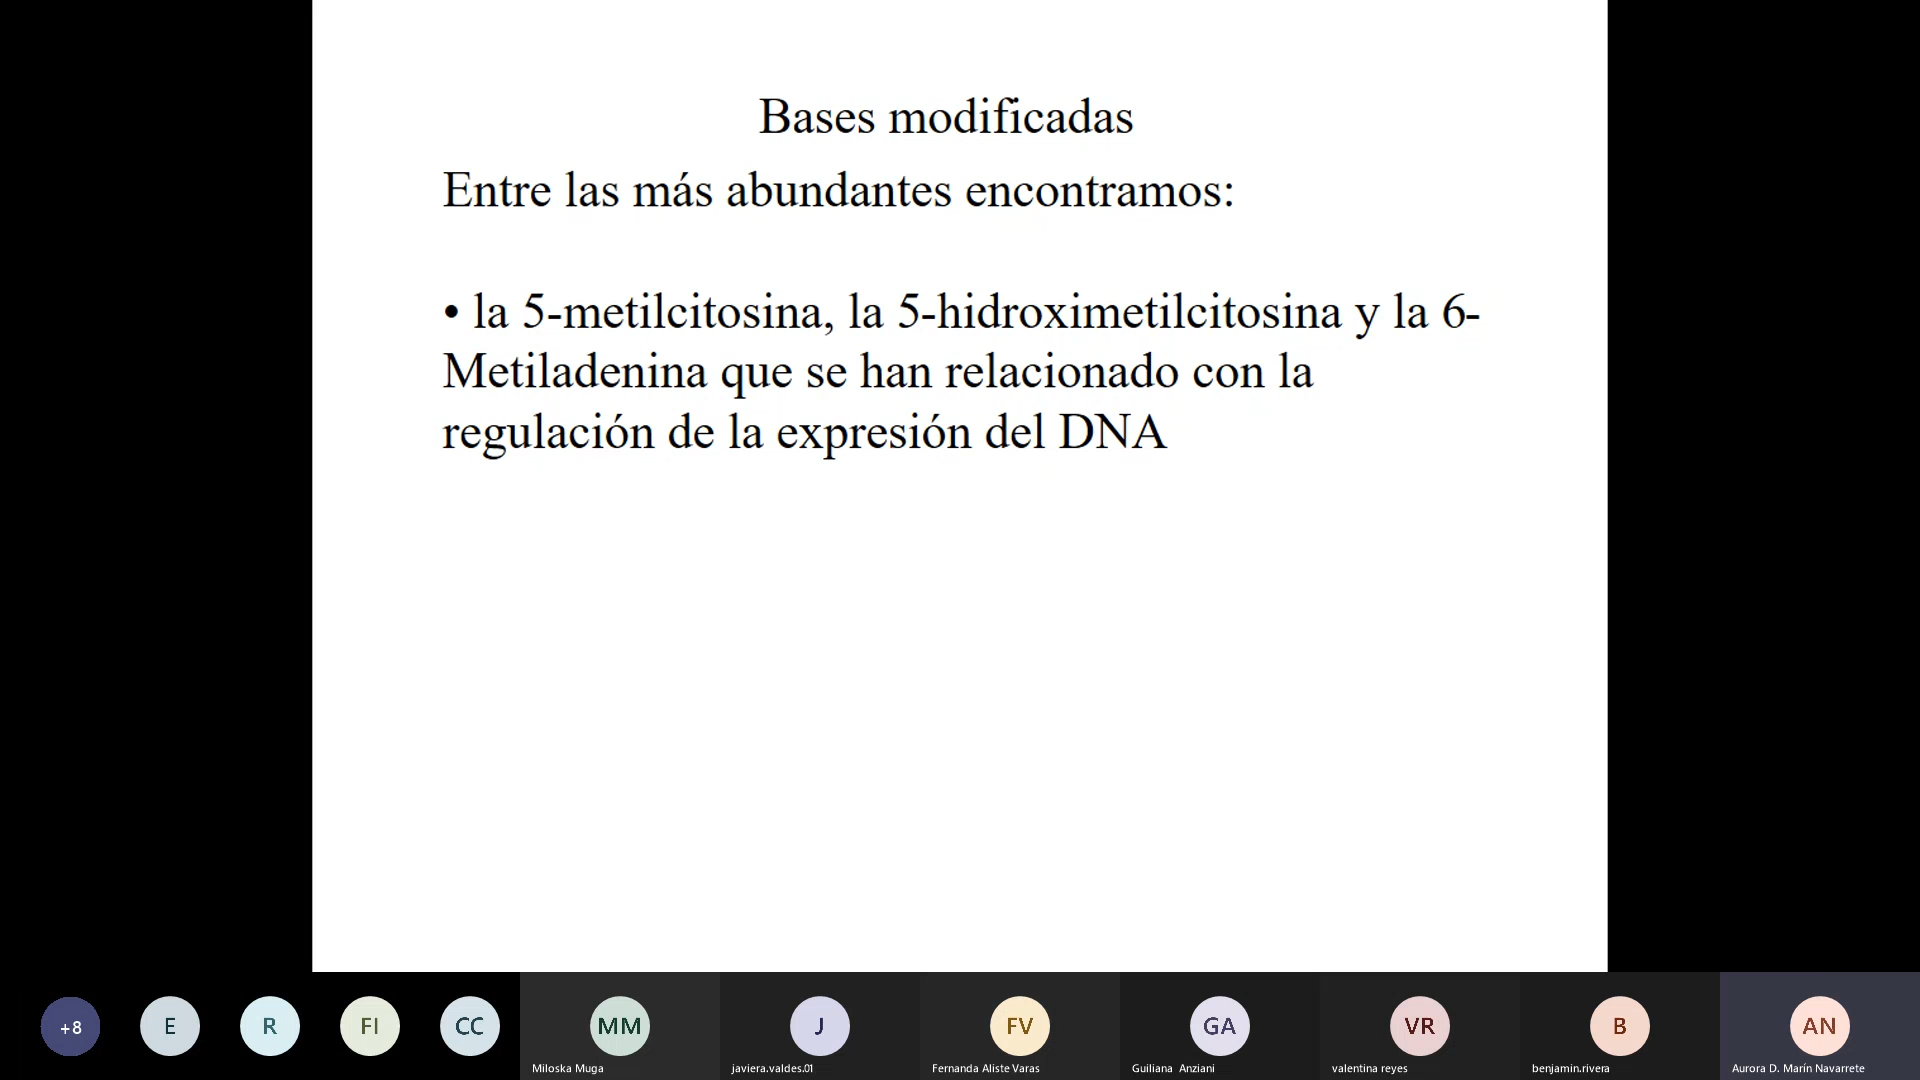 Bases modificadas
Entre las más abundantes encontramos:
• la 5-metilcitosina, la 5-hidroximetilcitosina y la 6-
Metiladenina que se han relacionado con la
regulación de la expresión del DNA
+8
E
R
FI
CC
MM
J
FV
GA
VR
B
AN
Miloska Muga
javiera.valdes.01
Fernanda Aliste Varas
Guiliana Anziani
valentina reyes
benjamin.rivera
Aurora D. Marín Navarrete